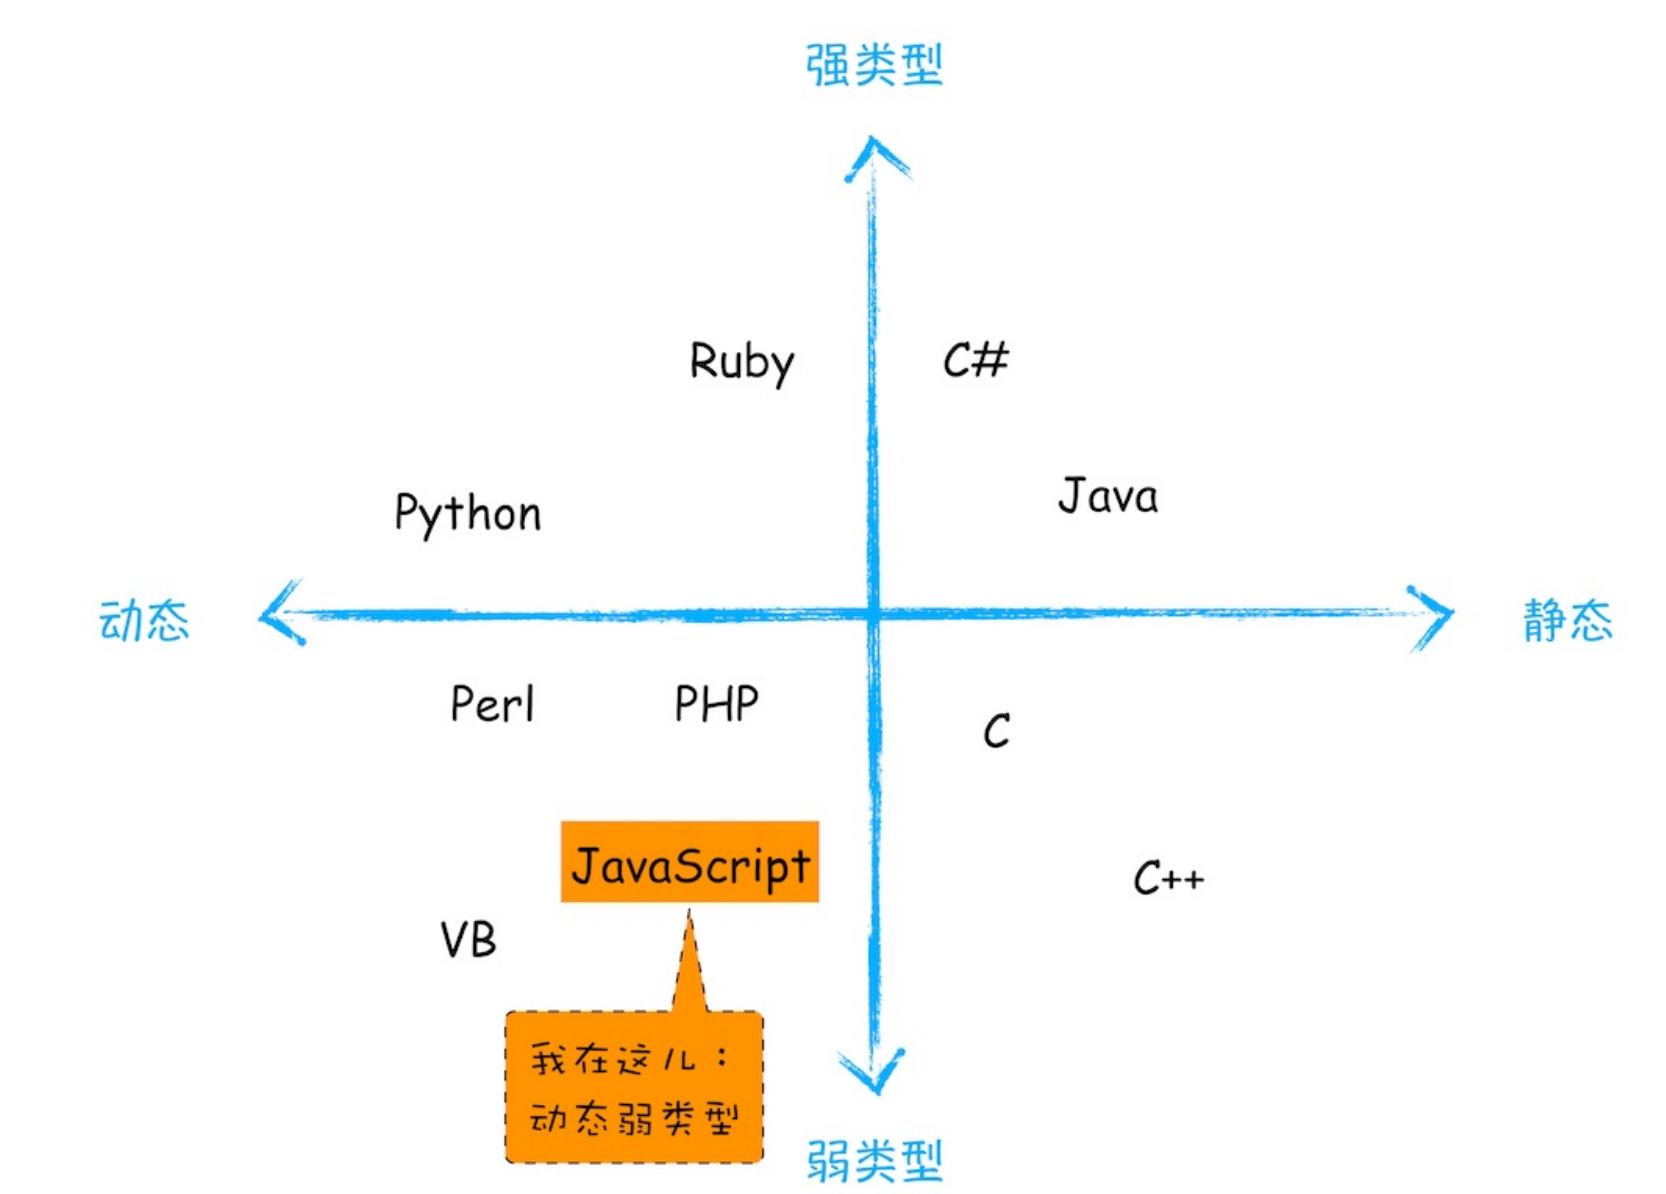 强类型
Ruby
C#
Python
Java
动态
静态
Perl
PHP
C
JavaScript
C++
VB
我在这儿：
动态弱类型
弱类型